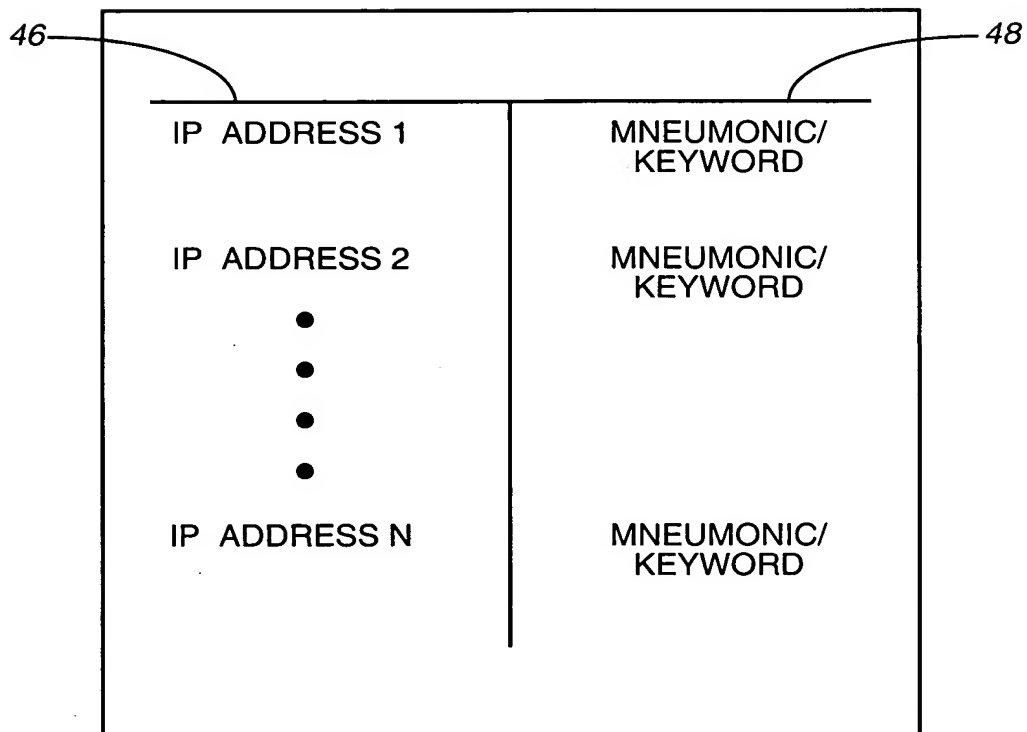 46
48
IP ADDRESS 1
MNEUMONIC/
KEYWORD
IP ADDRESS 2
MNEUMONIC/
KEYWORD
IP ADDRESS N
MNEUMONIC/
KEYWORD